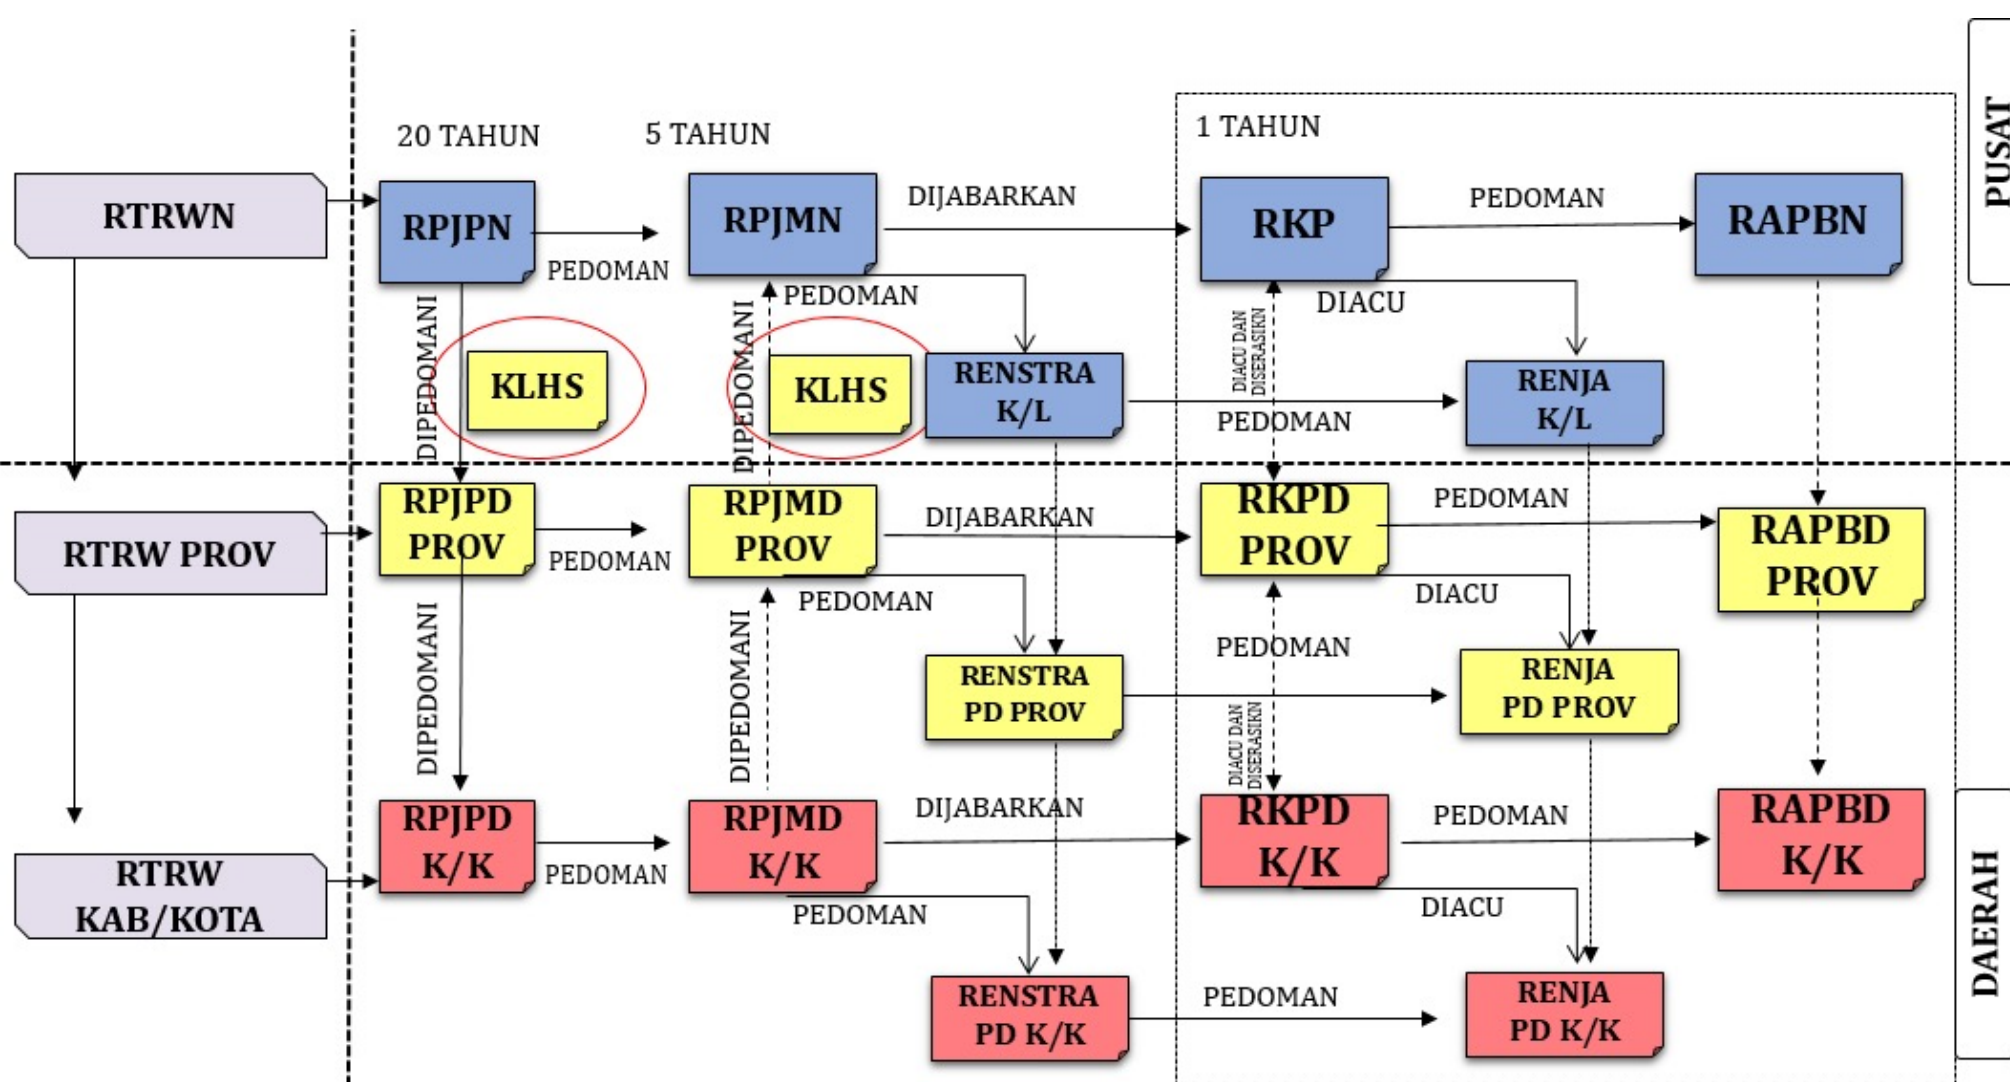 20 TAHUN
5 TAHUN
1 TAHUN
PUSAT
RTRWN
RPJPN
PEDOMAN
RPJMN
DIJABARKAN
RKP
PEDOMAN
RAPBN
DIPEDOMANI
KLHS
DIPEDOMANI
PEDOMAN
KLHS
RENSTRA
K/L
DIACU DAN
DISERASIKN
PEDOMAN
DIACU
RENJA
K/L
RTRW PROV
RPJPD
PROV
PEDOMAN
RPJMD
PROV
DIJABARKAN
RKPD
PROV
PEDOMAN
RAPBD
PROV
DIPEDOMANI
DIPEDOMANI
PEDOMAN
RENSTRA
PD PROV
PEDOMAN
DIACU DAN
DISERASIKN
DIACU
RENJA
PD PROV
RTRW
KAB/KOTA
RPJPD
K/K
PEDOMAN
RPJMD
K/K
DIJABARKAN
RKPD
K/K
PEDOMAN
RAPBD
K/K
DAERAH
PEDOMAN
RENSTRA
PD K/K
PEDOMAN
DIACU
RENJA
PD K/K